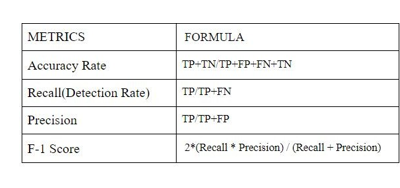 METRICS FORMULA
Accuracy Rate TP+TN/TP+FP+FN+TN
Recall(Detection Rate) TP/TP+FN
Precision TP/TP+FP
F-1 Score 2*(Recall * Precision) / (Recall + Precision)